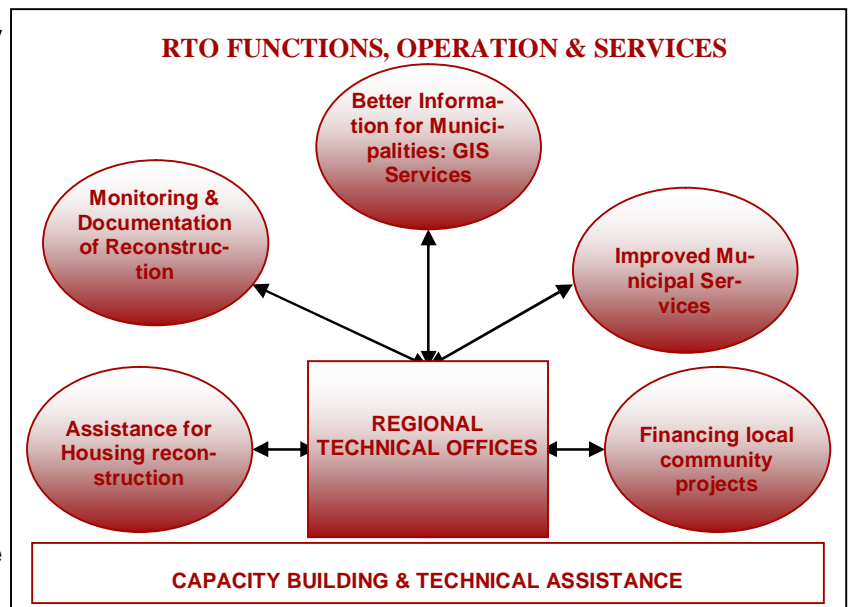 RTO FUNCTIONS, OPERATION & SERVICES
Better Informa-
tion for Munici-
palities: GIS
Services
Monitoring &
Documentation
of Reconstruc-
tion
Improved Mu-
nicipal Ser-
vices
Assistance for
Housing recon-
struction
REGIONAL
TECHNICAL OFFICES
Financing local
community
projects
CAPACITY BUILDING & TECHNICAL ASSISTANCE